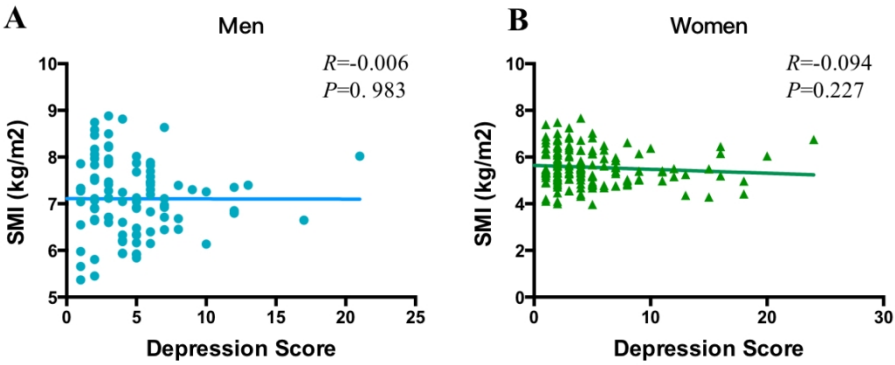 A
Men
R=-0.006
P=0. 983
SMI (kg/m2)
10
9
8
7
6
5
0
5
10
15
20
25
Depression Score
B
Women
R=-0.094
P=0.227
SMI (kg/m2)
10
8
6
4
2
0
0
10
20
30
Depression Score